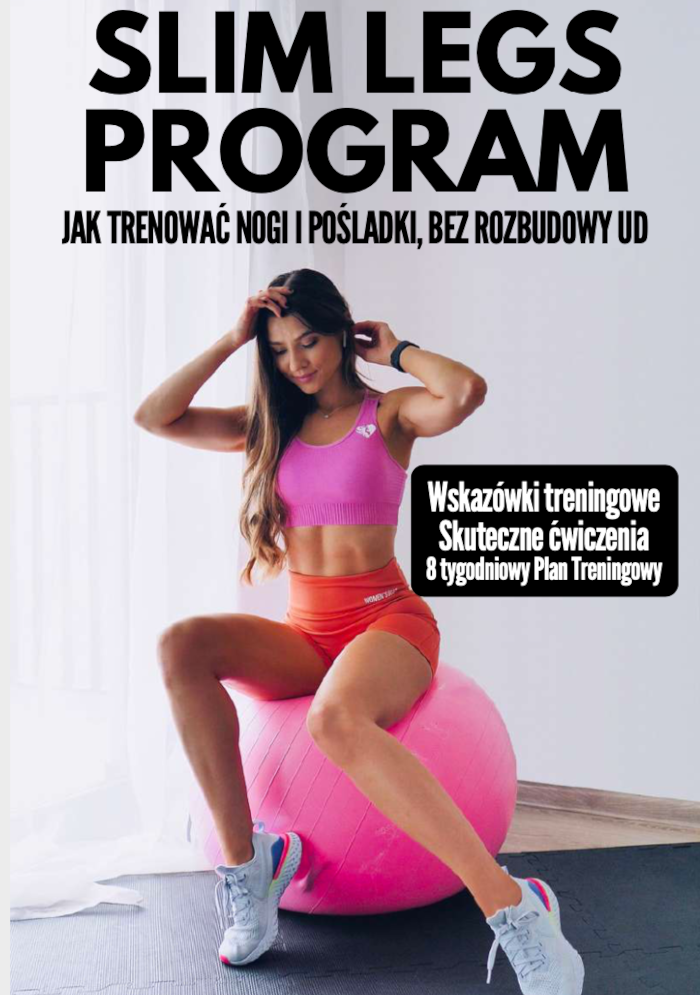 SLIM LEGS
PROGRAM
JAK TRENOWAĆ NOGI I POŚLADKI, BEZ ROZBUDOWY UD
Wskazówki treningowe
Skuteczne ćwiczenia
8 tygodniowy Plan Treningowy